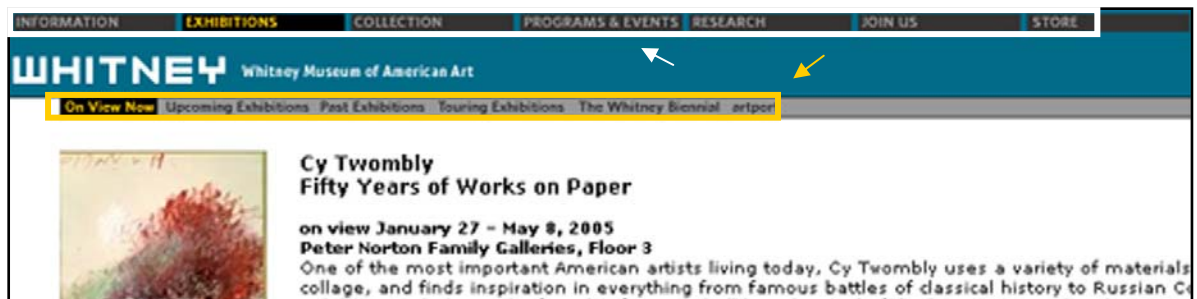 INFORMATION EXHIBITIONS COLLECTION PROGRAMS & EVENTS RESEARCH JOIN US STORE
WHITNEY Whitney Museum of American Art
On View Now Upcoming Exhibitions Past Exhibitions Touring Exhibitions The Whitney Biennial artpor
Cy Twombly
Fifty Years of Works on Paper
on view January 27 - May 8, 2005
Peter Norton Family Galleries, Floor 3
One of the most important American artists living today, Cy Twombly uses a variety of materials
collage, and finds inspiration in everything from famous battles of classical history to Russian